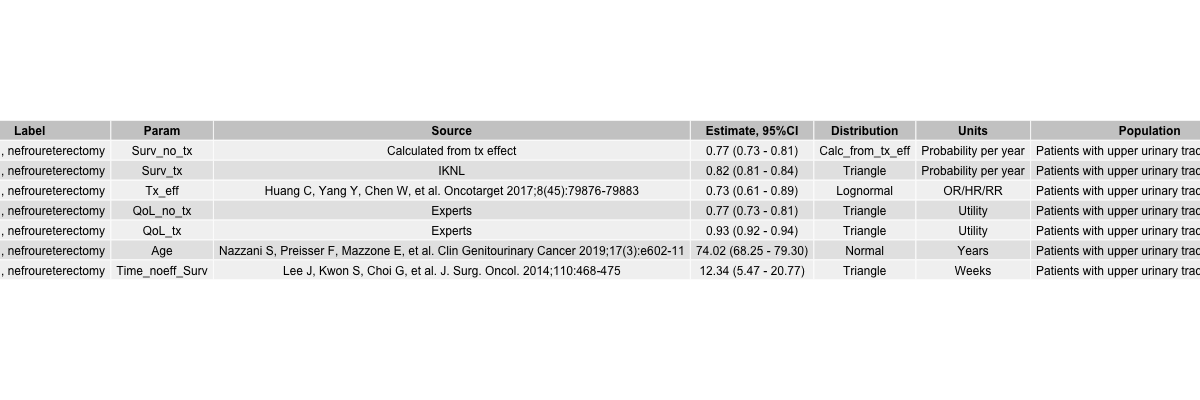 Label Param Source Estimate, 95%CI Distribution Units Population
, nefroureterectomy Surv_no_tx Calculated from tx effect 0.77 (0.73 - 0.81) Calc_from_tx_eff Probability per year Patients with upper urinary trac
, nefroureterectomy Surv_tx IKNL 0.82 (0.81 - 0.84) Triangle Probability per year Patients with upper urinary trac
, nefroureterectomy Tx_eff Huang C, Yang Y, Chen W, et al. Oncotarget 2017;8(45):79876-79883 0.73 (0.61 - 0.89) Lognormal OR/HR/RR Patients with upper urinary trac
, nefroureterectomy QoL_no_tx Experts 0.77 (0.73 - 0.81) Triangle Utility Patients with upper urinary trac
, nefroureterectomy QoL_tx Experts 0.93 (0.92 - 0.94) Triangle Utility Patients with upper urinary trac
, nefroureterectomy Age Nazzani S, Preisser F, Mazzone E, et al. Clin Genitourinary Cancer 2019;17(3):e602-11 74.02 (68.25 - 79.30) Normal Years Patients with upper urinary trac
, nefroureterectomy Time_noeff_Surv Lee J, Kwon S, Choi G, et al. J. Surg. Oncol. 2014;110:468-475 12.34 (5.47 - 20.77) Triangle Weeks Patients with upper urinary trac